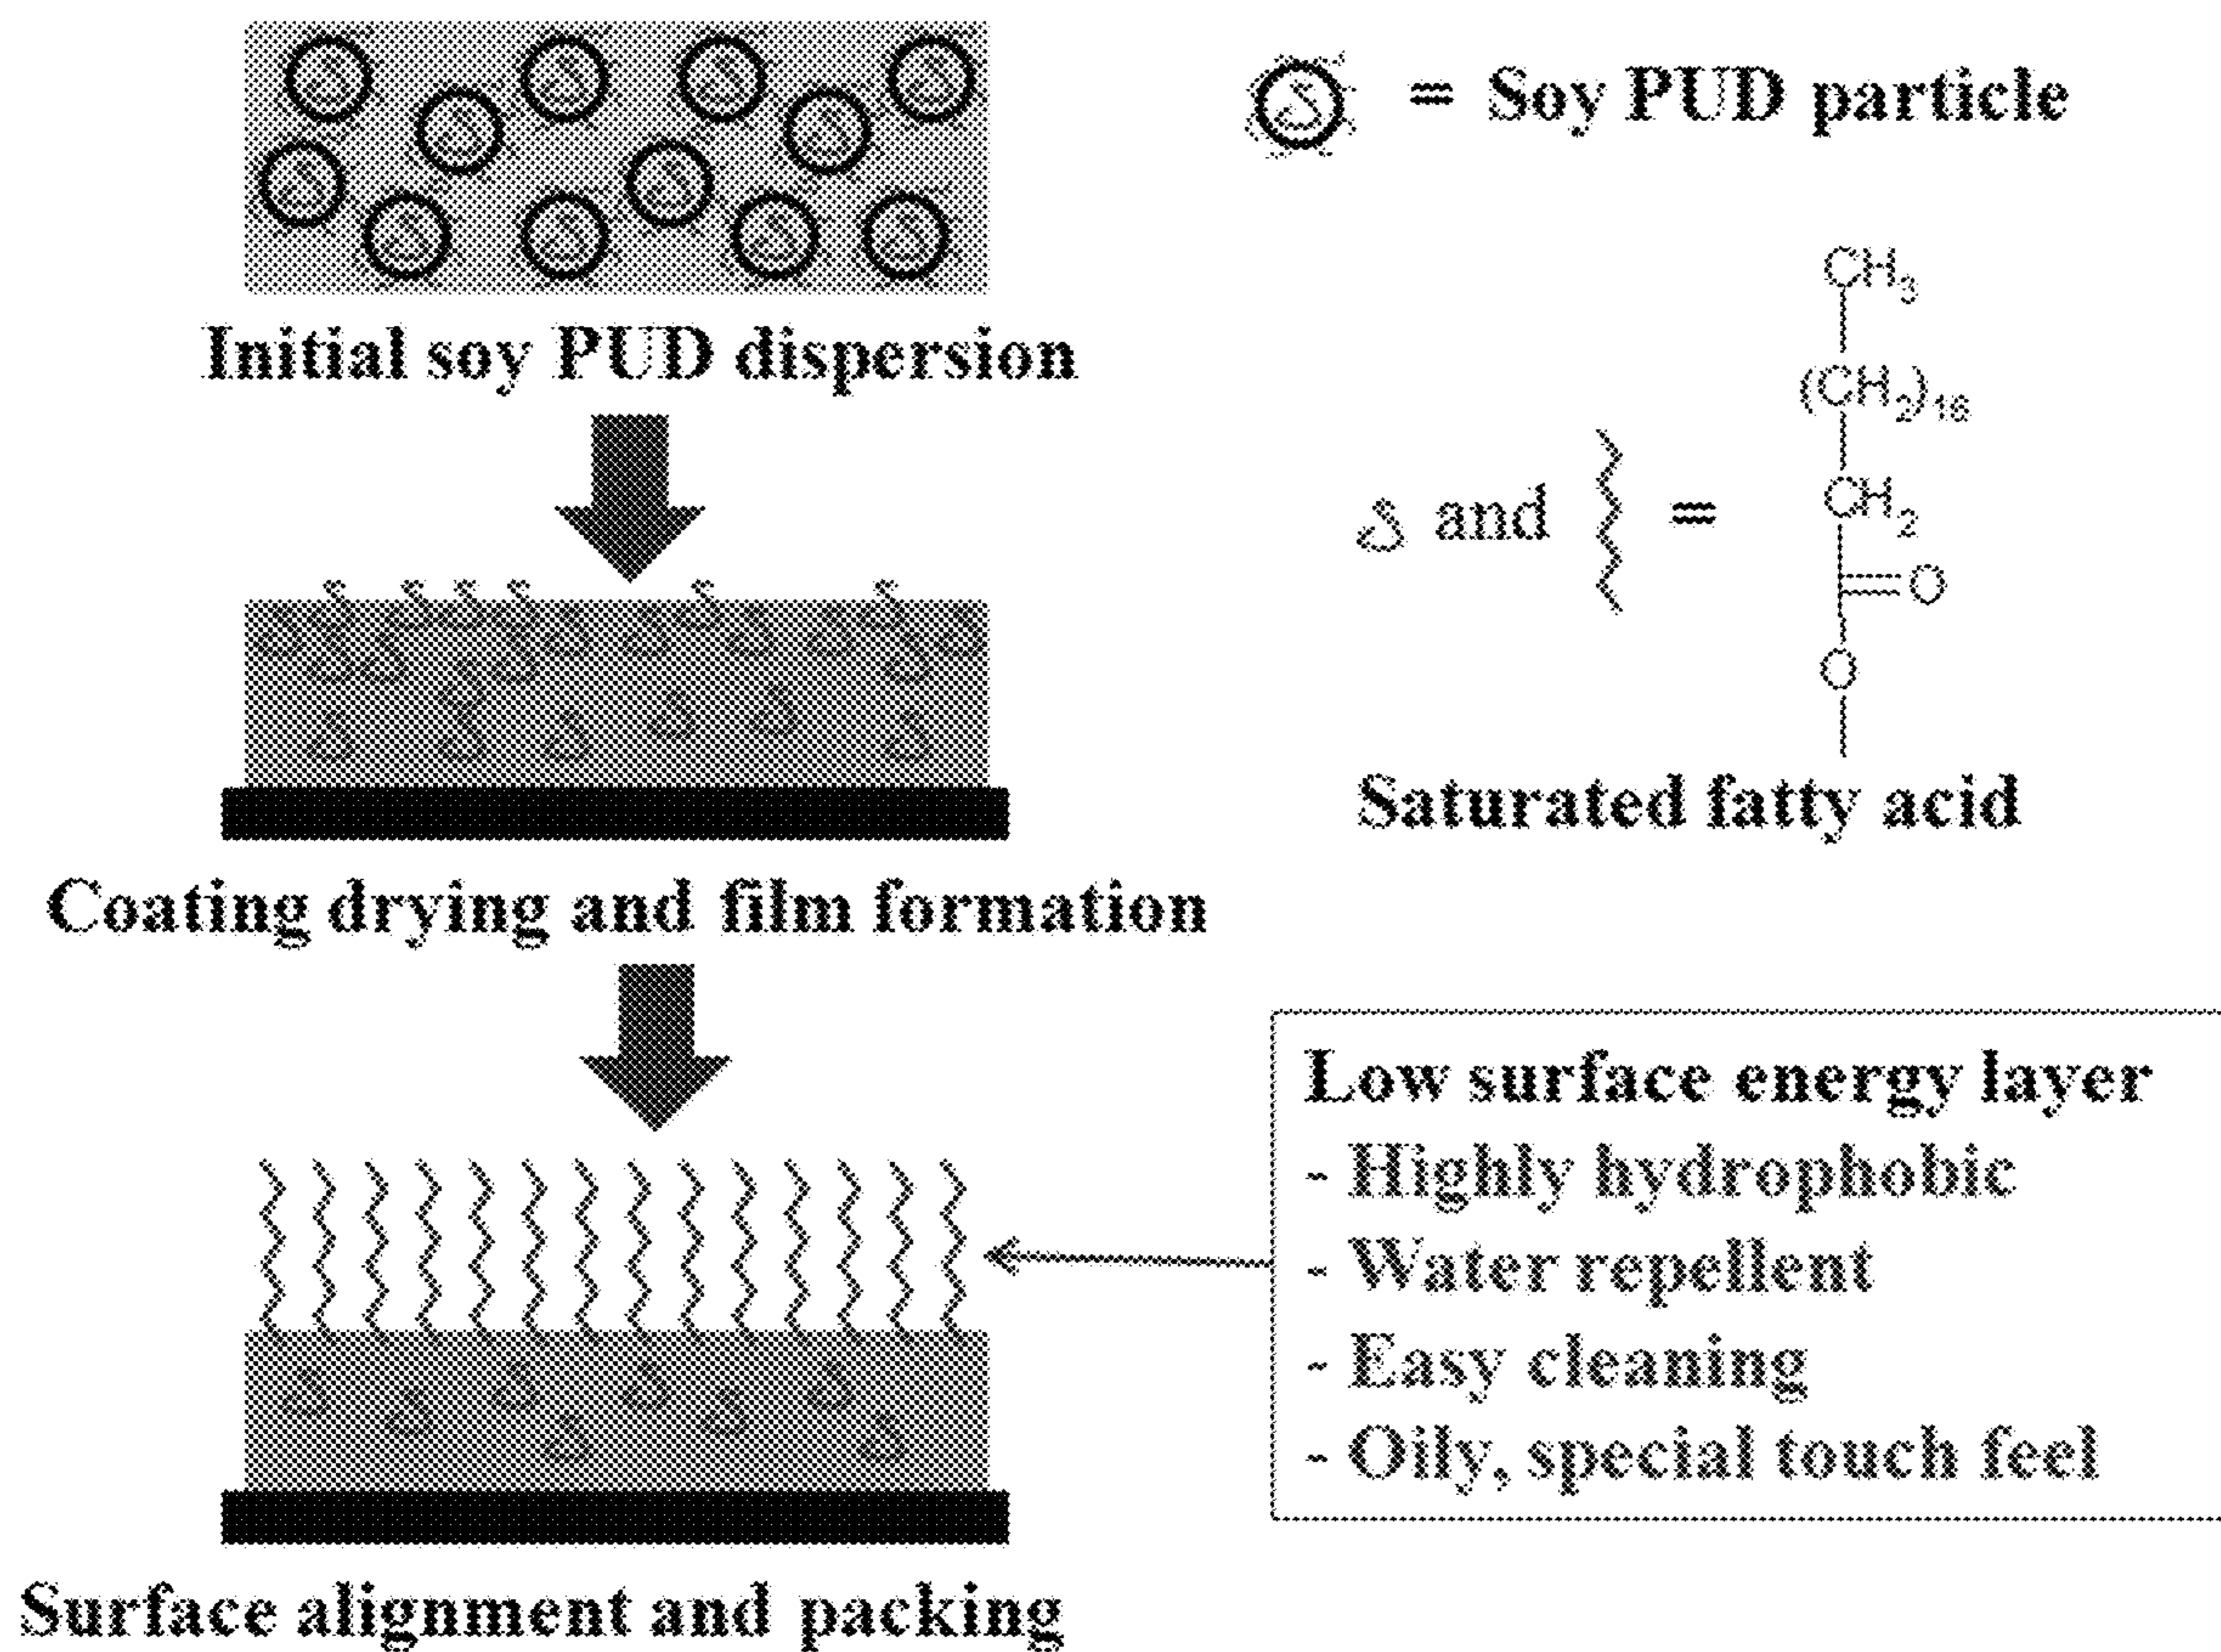 = Soy PUD particle
Initial soy PUD dispersion
CH3
(CH2)16
and
=
CH2
O
O
Saturated fatty acid
Coating drying and film formation
Low surface energy layer
- Highly hydrophobic
- Water repellent
- Easy cleaning
- Oily, special touch feel
Surface alignment and packing